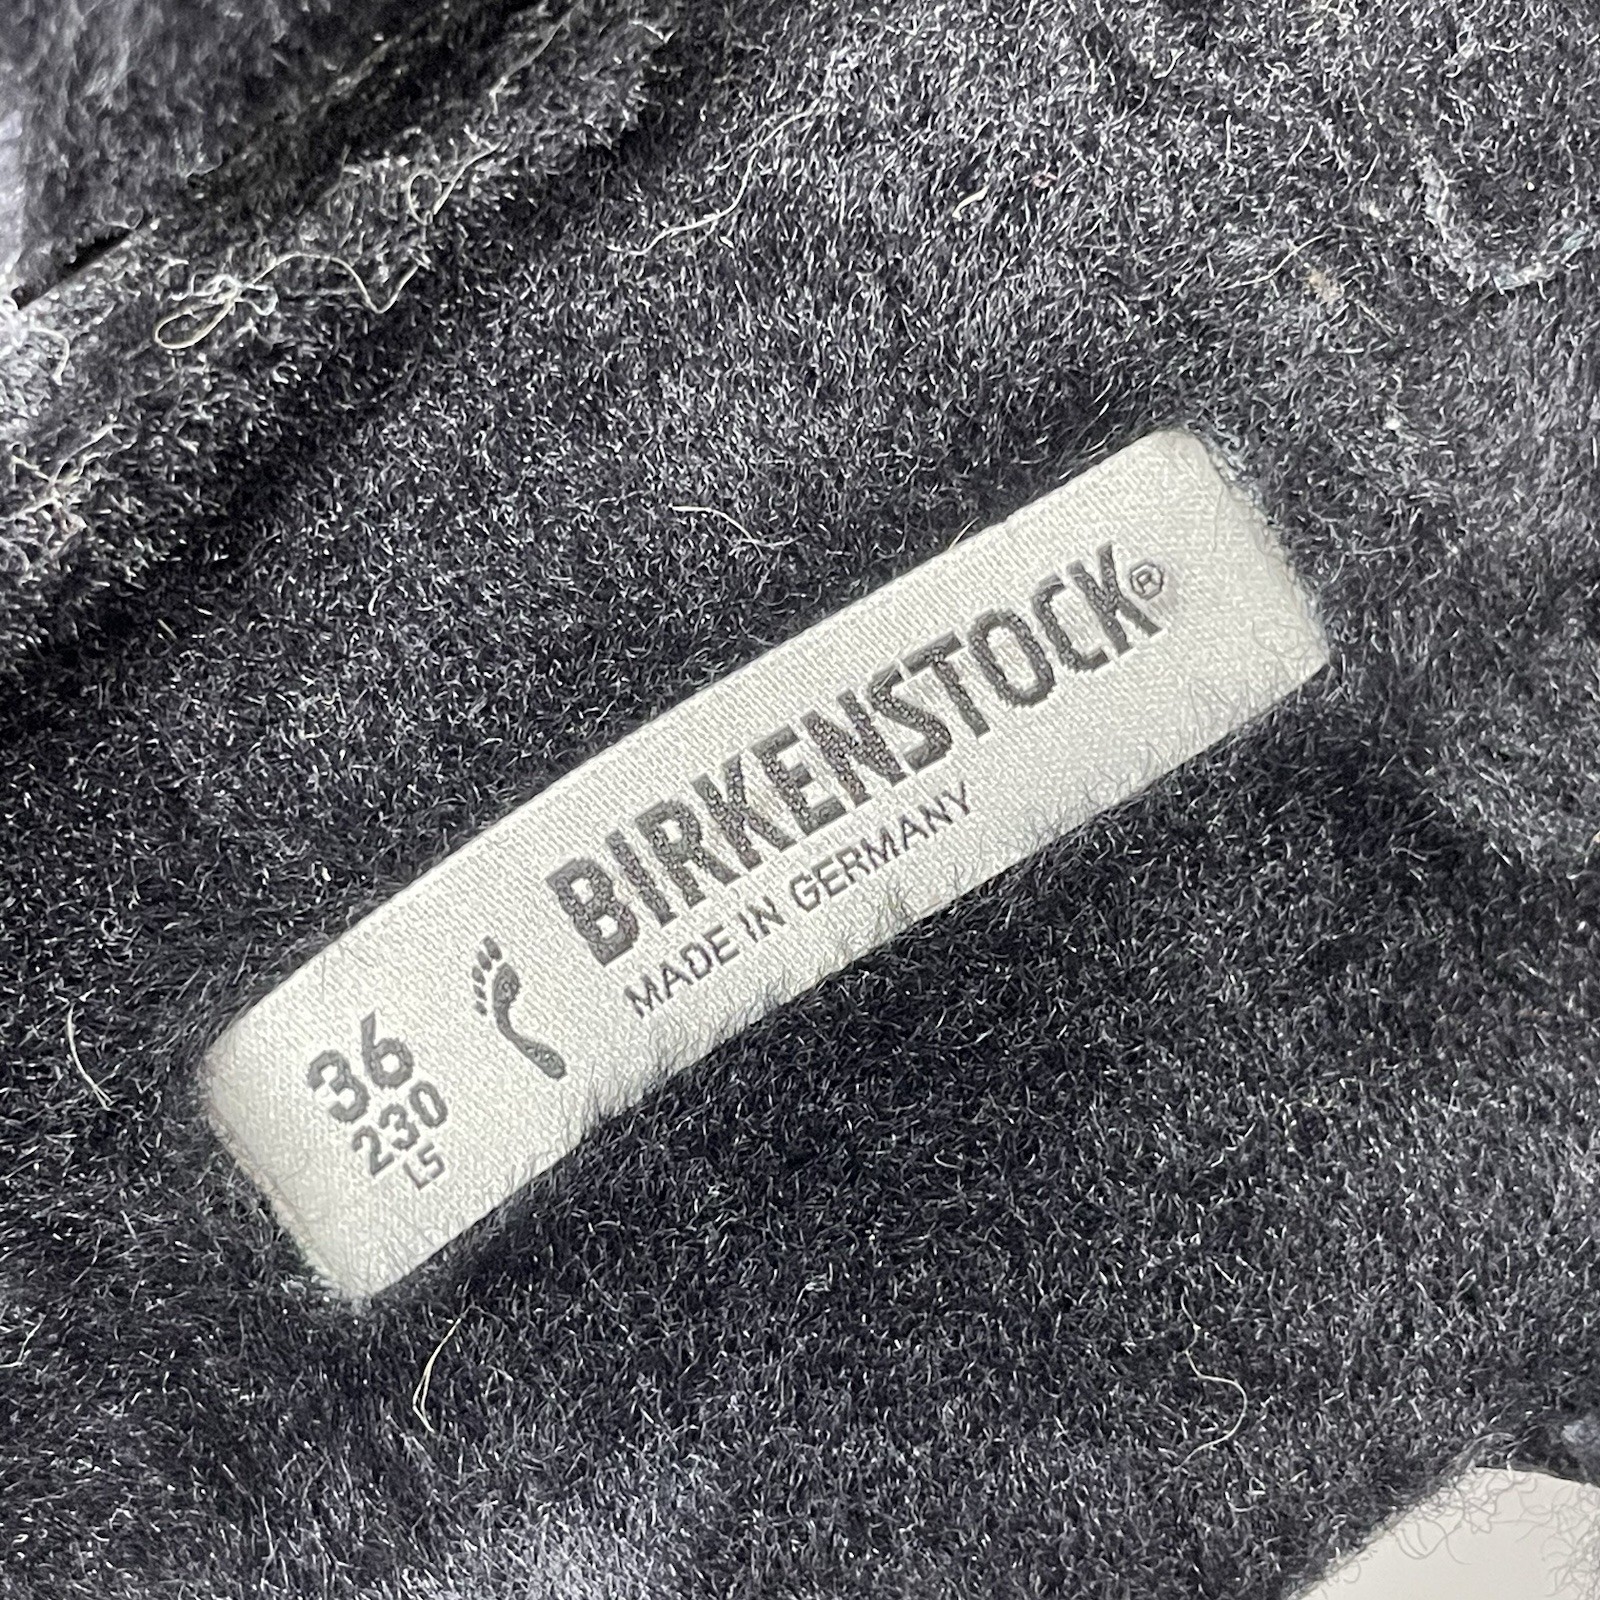 BIRKENSTOCK®
MADE IN GERMANY
36
230
L5